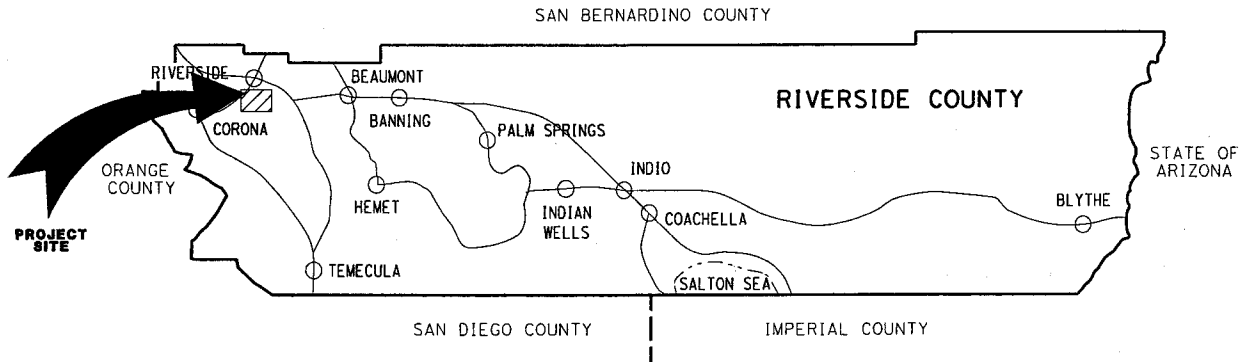 SAN BERNARDINO COUNTY
RIVERSIDE
BEAUMONT
RIVERSIDE COUNTY
CORONA
BANNING
PALM SPRINGS
ORANGE
COUNTY
STATE OF
ARIZONA
INDIO
HEMET
INDIAN
WELLS
COACHELLA
BLYTHE
PROJECT
SITE
TEMECULA
SALTON SEA
SAN DIEGO COUNTY
IMPERIAL COUNTY